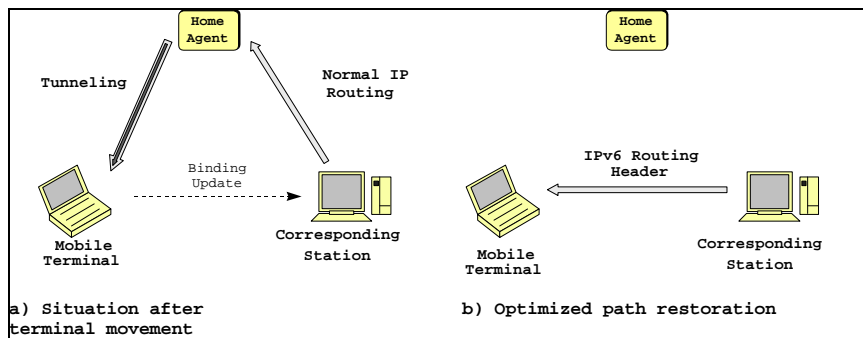 Home
Agent
Tunneling
Normal IP
Routing
Binding
Update
Mobile
Terminal
Corresponding
Station
a) Situation after
terminal movement
Home
Agent
IPv6 Routing
Header
Mobile
Terminal
Corresponding
Station
b) Optimized path restoration